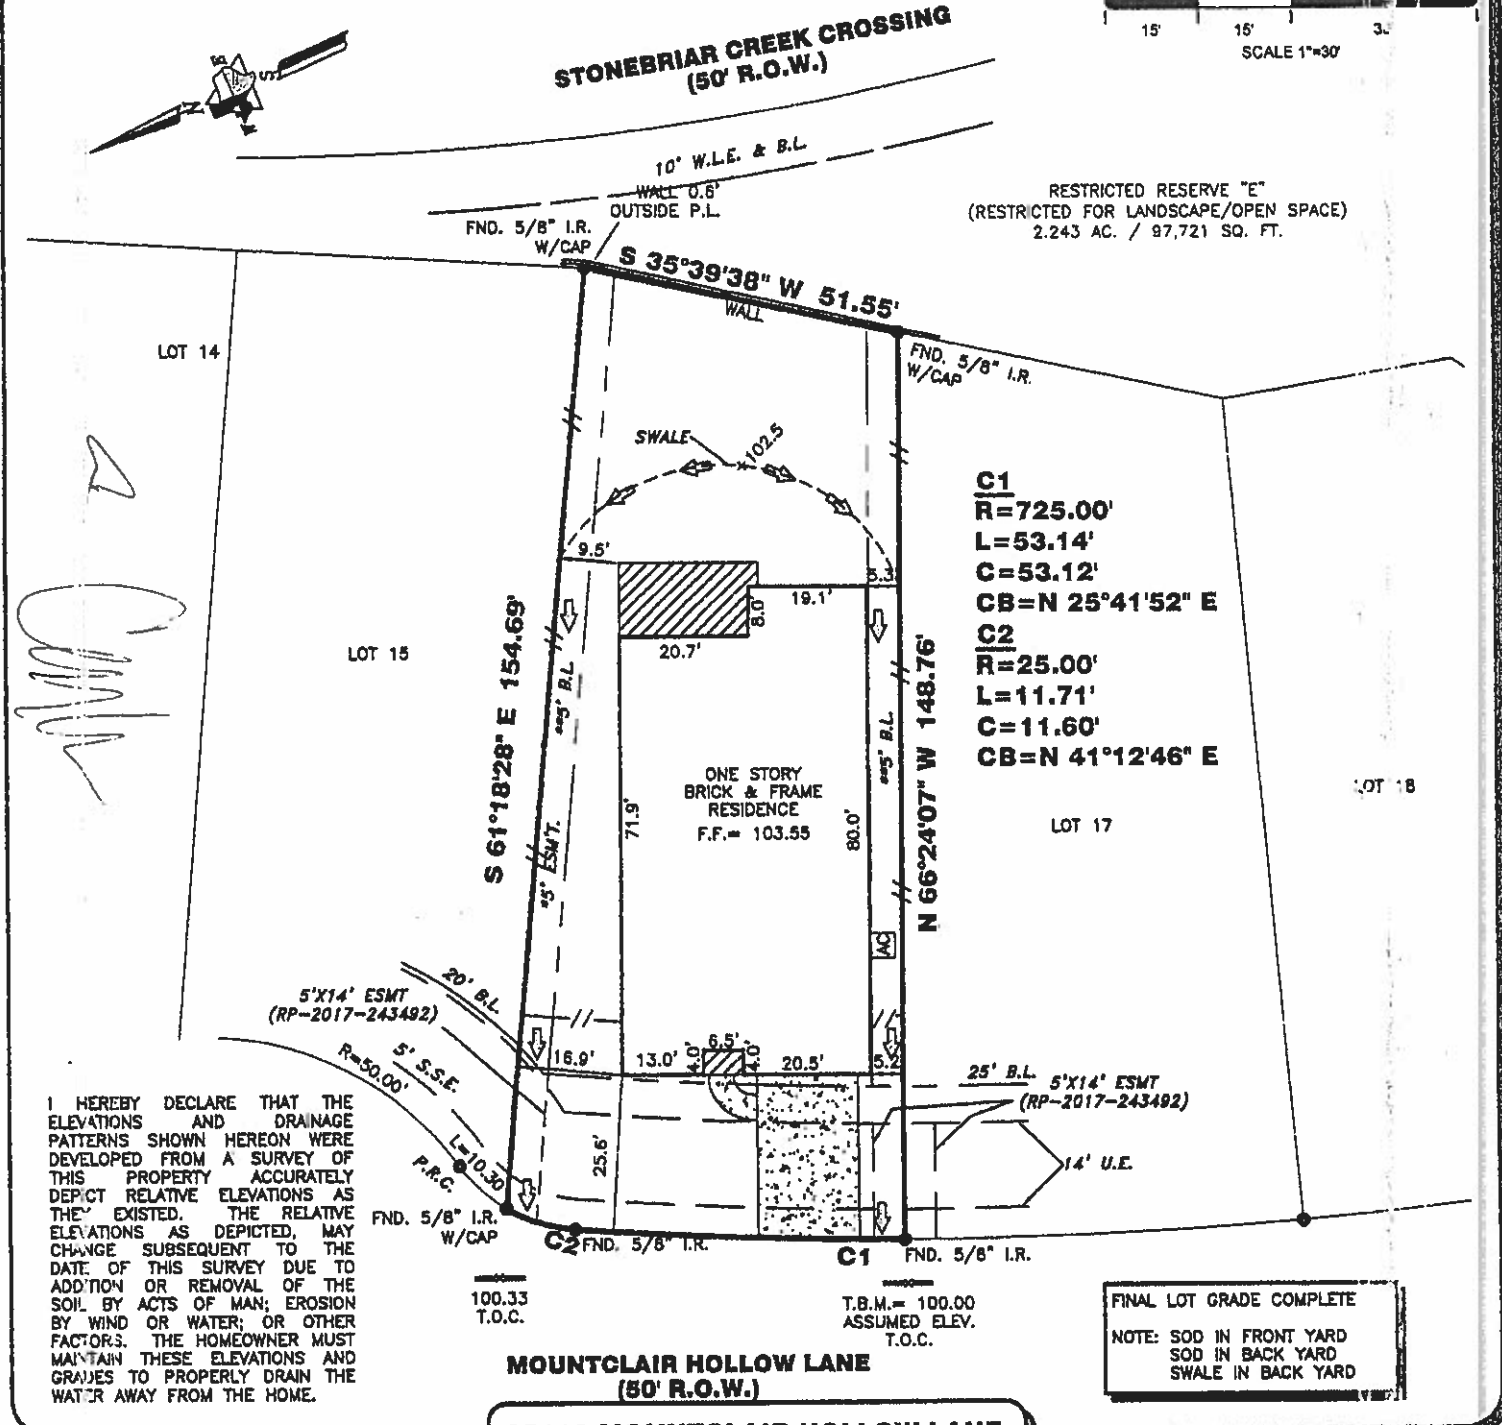 STONEBRIAR CREEK CROSSING
(50' R.O.W.)
15'
15'
SCALE 1"=30'
N
S
10' W.L.E. & B.L.
WALL 0.6'
OUTSIDE P.L.
FND. 5/8" I.R.
W/CAP
RESTRICTED RESERVE "E"
(RESTRICTED FOR LANDSCAPE/OPEN SPACE)
2.243 AC. / 97,721 SQ. FT.
S 35°39'38" W 51.55'
WALL
FND. 5/8" I.R.
W/CAP
LOT 14
SWALE
102.5
C1
R=725.00'
L=53.14'
C=53.12'
CB=N 25°41'52" E
C2
R=25.00'
L=11.71'
C=11.60'
CB=N 41°12'46" E
9.5'
5.3'
19.1'
8.0'
20.7'
LOT 15
S 61°18'28" E 154.69'
**5' B.L.
*5' ESM'T.
71.9'
ONE STORY
BRICK & FRAME
RESIDENCE
F.F.= 103.55
80.0'
**5' B.L.
N 66°24'07" W 148.76'
LOT 17
LOT 18
AC
20' B.L.
5'X14' ESMT
(RP-2017-243492)
R=50.00'
5' S.S.E.
16.9'
13.0'
4.0'
6.5'
4.0'
20.5'
5.2'
25' B.L.
5'X14' ESMT
(RP-2017-243492)
25.6'
14' U.E.
L=10.30
P.R.C.
FND. 5/8" I.R.
W/CAP
C2
FND. 5/8" I.R.
C1
FND. 5/8" I.R.
I HEREBY DECLARE THAT THE
ELEVATIONS AND DRAINAGE
PATTERNS SHOWN HEREON WERE
DEVELOPED FROM A SURVEY OF
THIS PROPERTY ACCURATELY
DEPICT RELATIVE ELEVATIONS AS
THEY EXISTED. THE RELATIVE
ELEVATIONS AS DEPICTED, MAY
CHANGE SUBSEQUENT TO THE
DATE OF THIS SURVEY DUE TO
ADDITION OR REMOVAL OF THE
SOIL BY ACTS OF MAN; EROSION
BY WIND OR WATER; OR OTHER
FACTORS. THE HOMEOWNER MUST
MAINTAIN THESE ELEVATIONS AND
GRADES TO PROPERLY DRAIN THE
WATER AWAY FROM THE HOME.
100.33
T.O.C.
T.B.M.= 100.00
ASSUMED ELEV.
T.O.C.
MOUNTCLAIR HOLLOW LANE
(50' R.O.W.)
FINAL LOT GRADE COMPLETE
NOTE: SOD IN FRONT YARD
SOD IN BACK YARD
SWALE IN BACK YARD
MOUNTCLAIR HOLLOW LANE